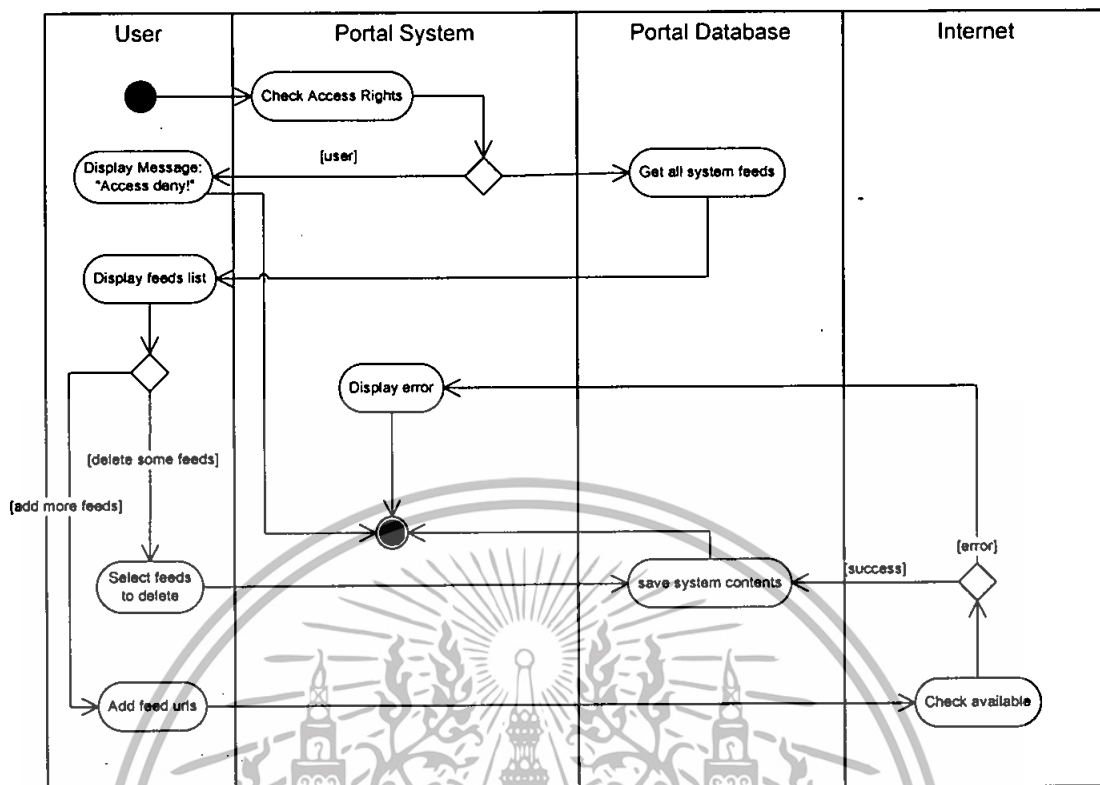 User
Portal System
Portal Database
Internet
Check Access Rights
[user]
Display Message:
"Access deny!"
Get all system feeds
Display feeds list
Display error
[delete some feeds]
[add more feeds]
[error]
[success]
Select feeds
to delete
save system contents
Add feed urls
Check available